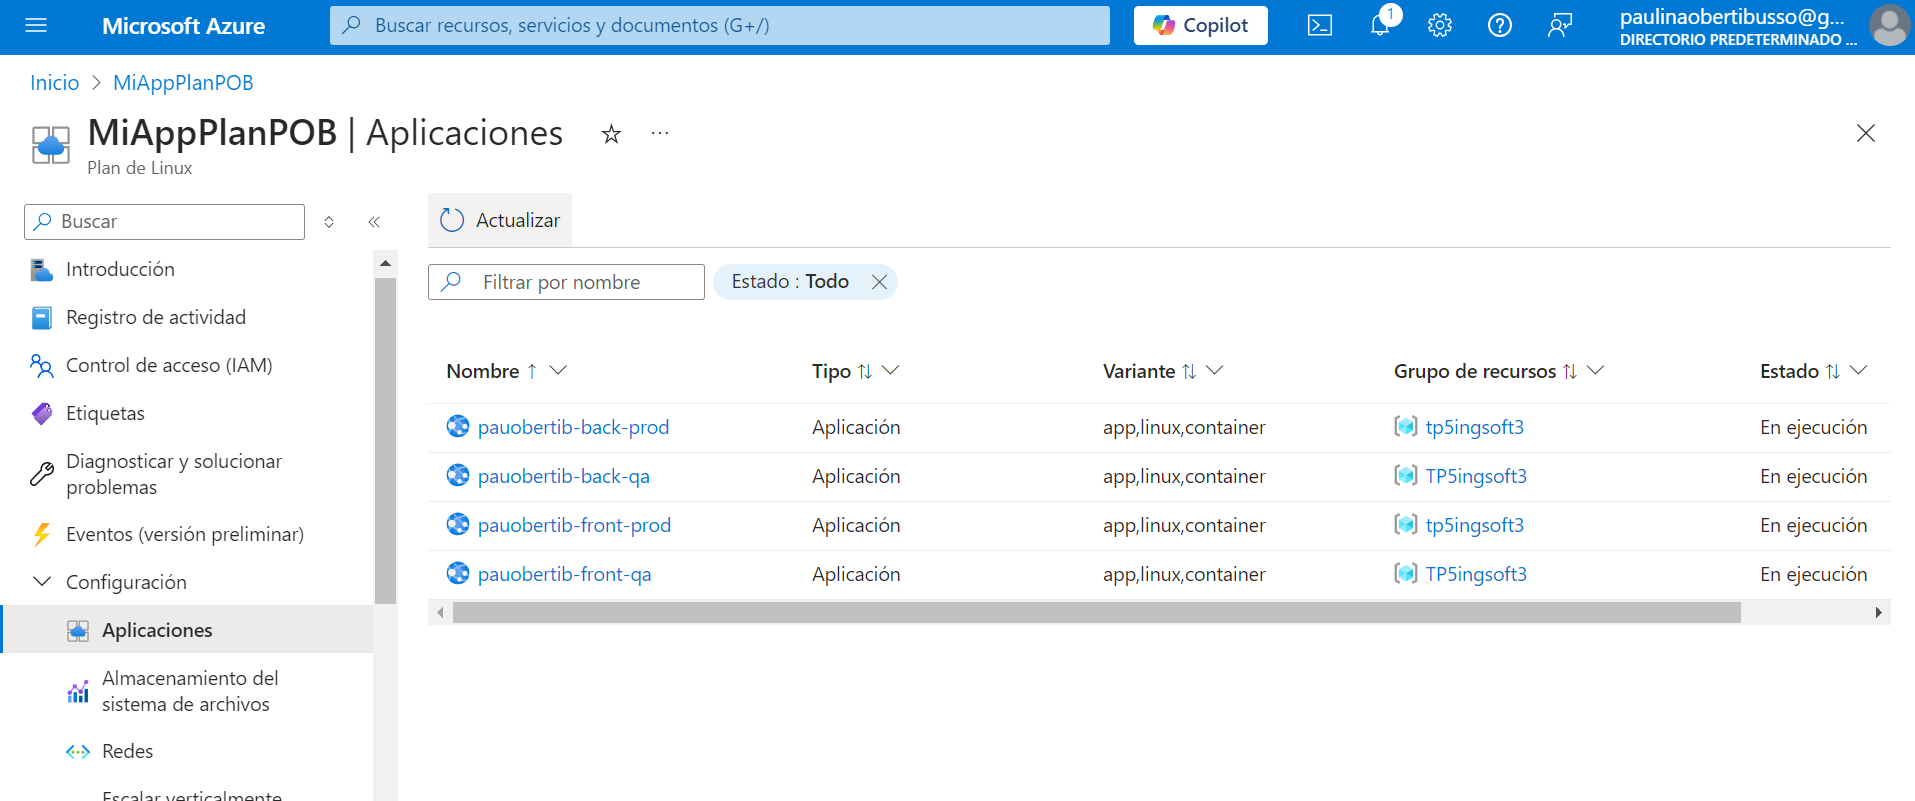 Microsoft Azure
Buscar recursos, servicios y documentos (G+/)
Copilot
1
paulinaobertibusso@g...
DIRECTORIO PREDETERMINADO ...
Inicio > MiAppPlanPOB
MiAppPlanPOB | Aplicaciones
...
Plan de Linux
Buscar
Introducción
Registro de actividad
Control de acceso (IAM)
Etiquetas
Diagnosticar y solucionar
problemas
Eventos (versión preliminar)
Configuración
Aplicaciones
Almacenamiento del
sistema de archivos
Redes
Escalar verticalmente
Actualizar
Filtrar por nombre
Estado : Todo
Nombre Tipo Variante Grupo de recursos Estado
pauobertib-back-prod Aplicación app,linux,container tp5ingsoft3 En ejecución
pauobertib-back-qa Aplicación app,linux,container TP5ingsoft3 En ejecución
pauobertib-front-prod Aplicación app,linux,container tp5ingsoft3 En ejecución
pauobertib-front-qa Aplicación app,linux,container TP5ingsoft3 En ejecución